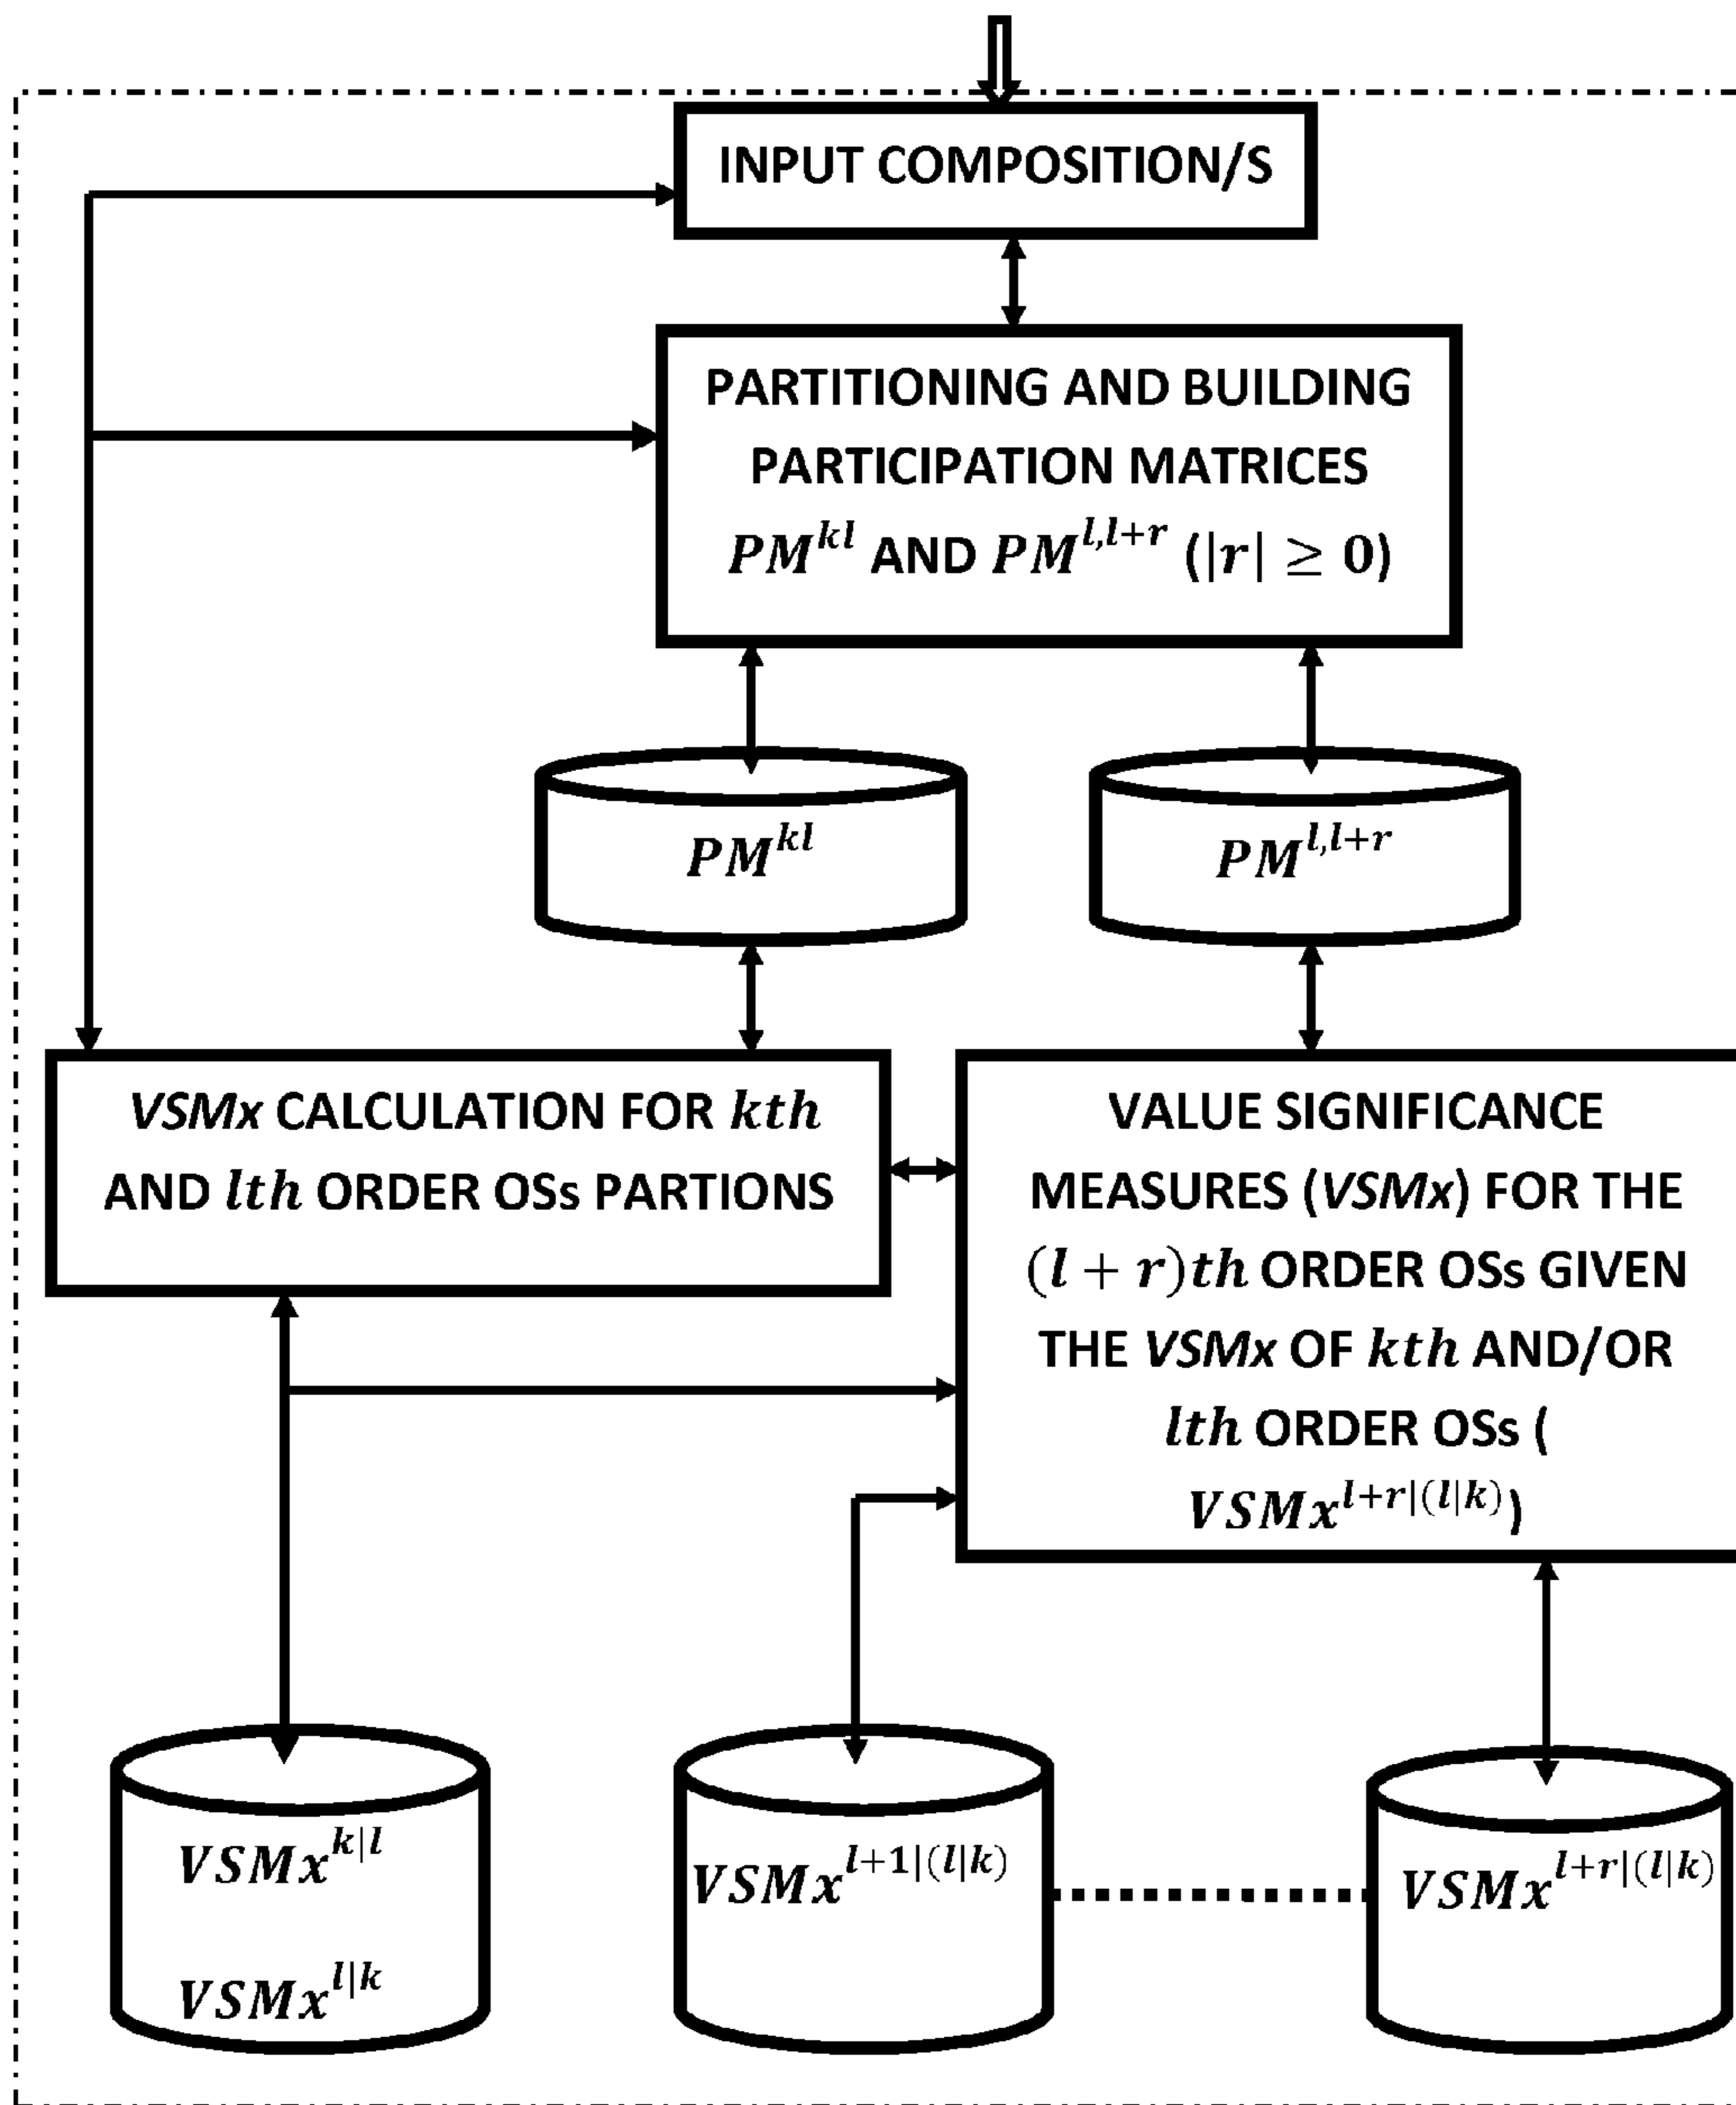 INPUT COMPOSITION/S
PARTITIONING AND BUILDING
PARTICIPATION MATRICES
PM^{kl} AND PM^{l,l+r} (|r| ≥ 0)
PM^{kl}
PM^{l,l+r}
VSMx CALCULATION FOR kth
AND lth ORDER OSs PARTIONS
VALUE SIGNIFICANCE
MEASURES (VSMx) FOR THE
(l + r)th ORDER OSs GIVEN
THE VSMx OF kth AND/OR
lth ORDER OSs (
VSMx^{l+r|(l|k)})
VSMx^{k|l}
VSMx^{l|k}
VSMx^{l+1|(l|k)}
VSMx^{l+r|(l|k)}